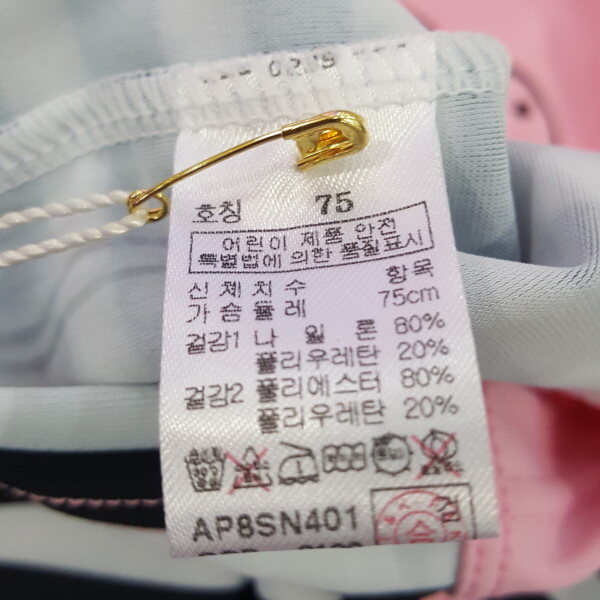 호칭 75
어린이 제품 안전
특별법에 의한 품질표시
신체치수 항목
가슴둘레 75cm
겉감1 나일론 80%
폴리우레탄 20%
겉감2 폴리에스터 80%
폴리우레탄 20%
AP8SN401